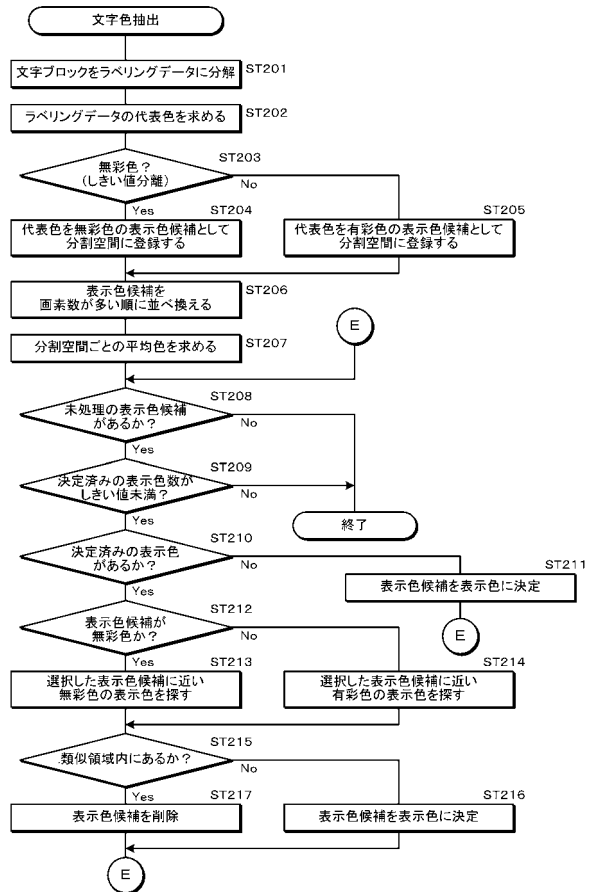 文字色抽出
文字ブロックをラベリングデータに分解
ST201
ラベリングデータの代表色を求める
ST202
無彩色？
(しきい値分離)
ST203
No
Yes
ST204
代表色を無彩色の表示色候補として
分割空間に登録する
ST205
代表色を有彩色の表示色候補として
分割空間に登録する
表示色候補を
画素数が多い順に並べ換える
ST206
分割空間ごとの平均色を求める
ST207
E
ST208
未処理の表示色候補
があるか？
No
Yes
ST209
決定済みの表示色数が
しきい値未満？
No
Yes
終了
ST210
決定済みの表示色
があるか？
No
Yes
ST211
表示色候補を表示色に決定
E
ST212
表示色候補が
無彩色か？
No
Yes
ST213
選択した表示色候補に近い
無彩色の表示色を探す
ST214
選択した表示色候補に近い
有彩色の表示色を探す
ST215
類似領域内にあるか？
No
Yes
ST217
表示色候補を削除
ST216
表示色候補を表示色に決定
E